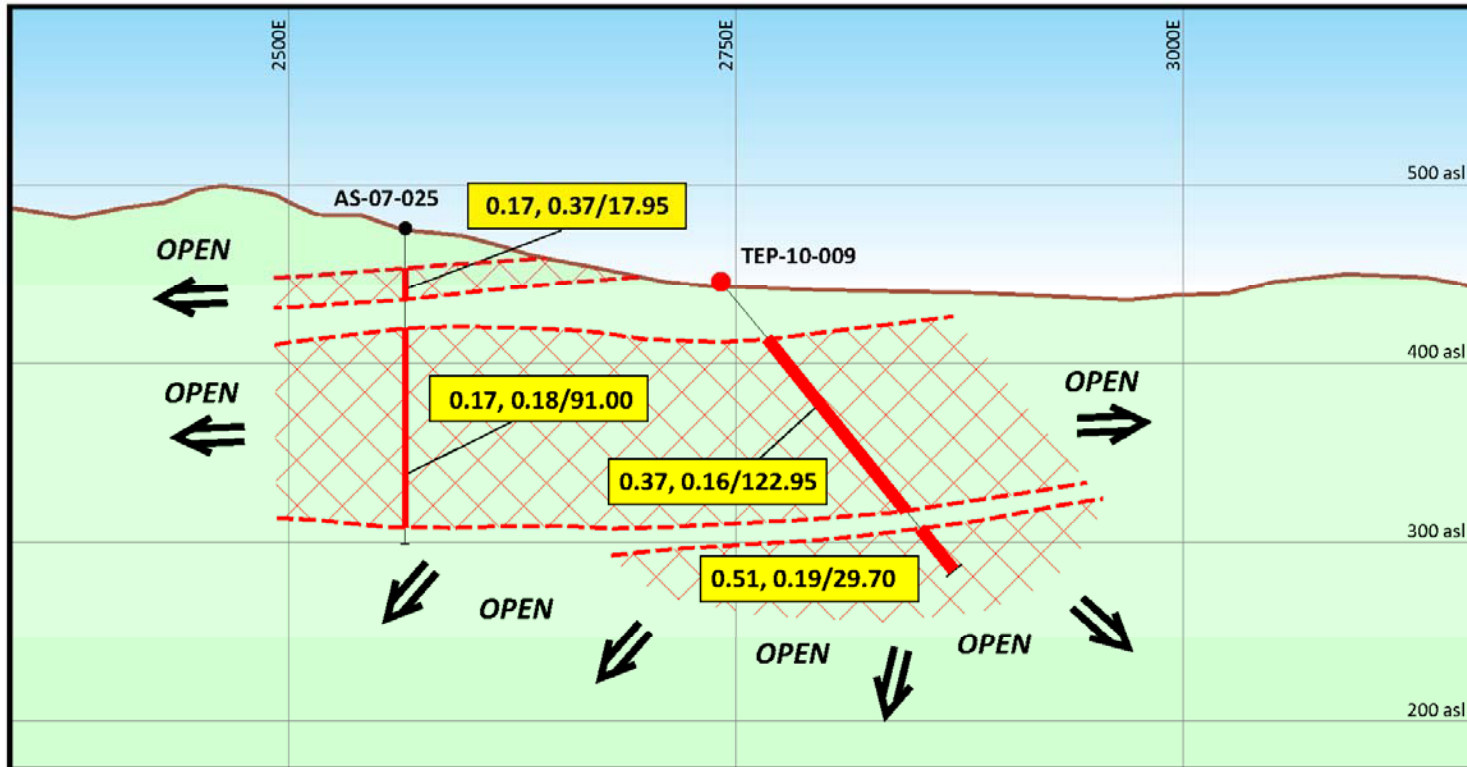 2500E
2750E
3000E
500 asl
AS-07-025
0.17, 0.37/17.95
OPEN
TEP-10-009
400 asl
OPEN
OPEN
0.17, 0.18/91.00
0.37, 0.16/122.95
300 asl
0.51, 0.19/29.70
OPEN
OPEN
OPEN
200 asl